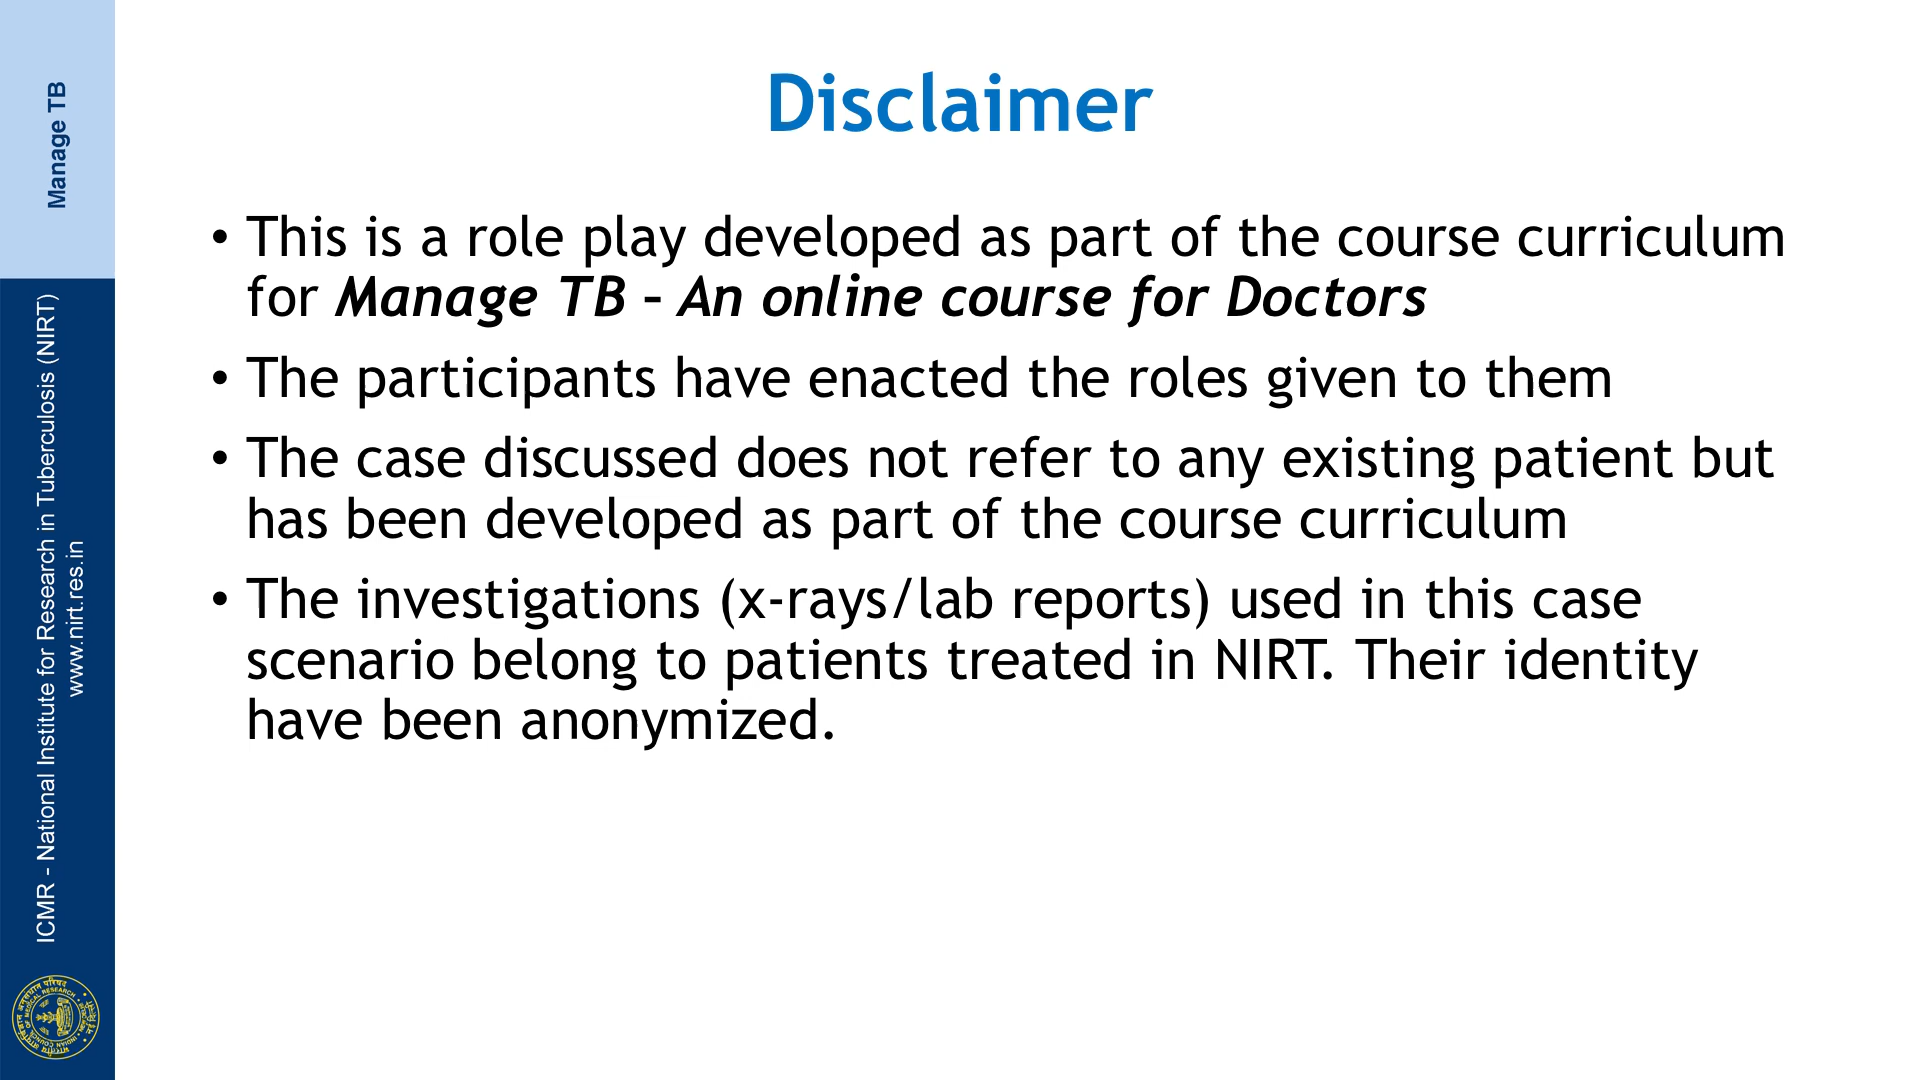 Manage TB
ICMR - National Institute for Research in Tuberculosis (NIRT)
www.nirt.res.in
Disclaimer
• This is a role play developed as part of the course curriculum
for Manage TB – An online course for Doctors
• The participants have enacted the roles given to them
• The case discussed does not refer to any existing patient but
has been developed as part of the course curriculum
• The investigations (x-rays/lab reports) used in this case
scenario belong to patients treated in NIRT. Their identity
have been anonymized.